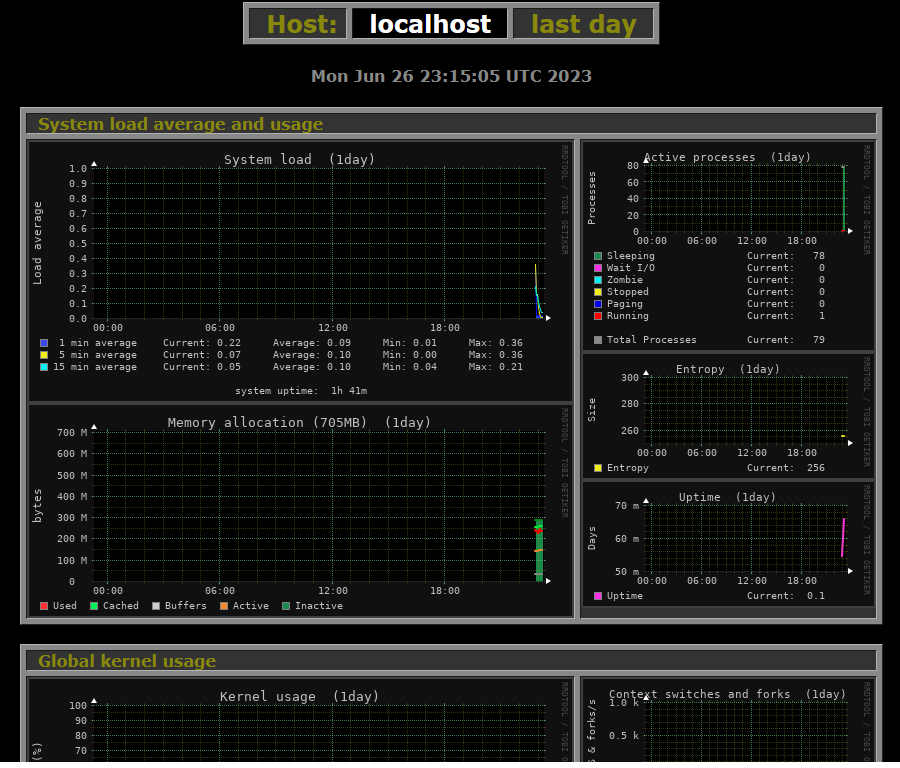 Host: localhost last day
Mon Jun 26 23:15:05 UTC 2023
System load average and usage
System load (1day)
RRDTOOL / TOBI OETIKER
Load average
1.0
0.9
0.8
0.7
0.6
0.5
0.4
0.3
0.2
0.1
0.0
00:00 06:00 12:00 18:00
1 min average Current: 0.22 Average: 0.09 Min: 0.01 Max: 0.36
5 min average Current: 0.07 Average: 0.10 Min: 0.00 Max: 0.36
15 min average Current: 0.05 Average: 0.10 Min: 0.04 Max: 0.21
system uptime: 1h 41m
Memory allocation (705MB) (1day)
RRDTOOL / TOBI OETIKER
bytes
700 M
600 M
500 M
400 M
300 M
200 M
100 M
0
00:00 06:00 12:00 18:00
Used Cached Buffers Active Inactive
Active processes (1day)
RRDTOOL / TOBI OETIKER
Processes
80
60
40
20
0
00:00 06:00 12:00 18:00
Sleeping Current: 78
Wait I/O Current: 0
Zombie Current: 0
Stopped Current: 0
Paging Current: 0
Running Current: 1
Total Processes Current: 79
Entropy (1day)
RRDTOOL / TOBI OETIKER
Size
300
280
260
00:00 06:00 12:00 18:00
Entropy Current: 256
Uptime (1day)
RRDTOOL / TOBI OETIKER
Days
70 m
60 m
50 m
00:00 06:00 12:00 18:00
Uptime Current: 0.1
Global kernel usage
Kernel usage (1day)
RRDTOOL / TOBI OE
(%)
100
90
80
70
Context switches and forks (1day)
RRDTOOL / TOBI OE
& forks/s
1.0 k
0.5 k